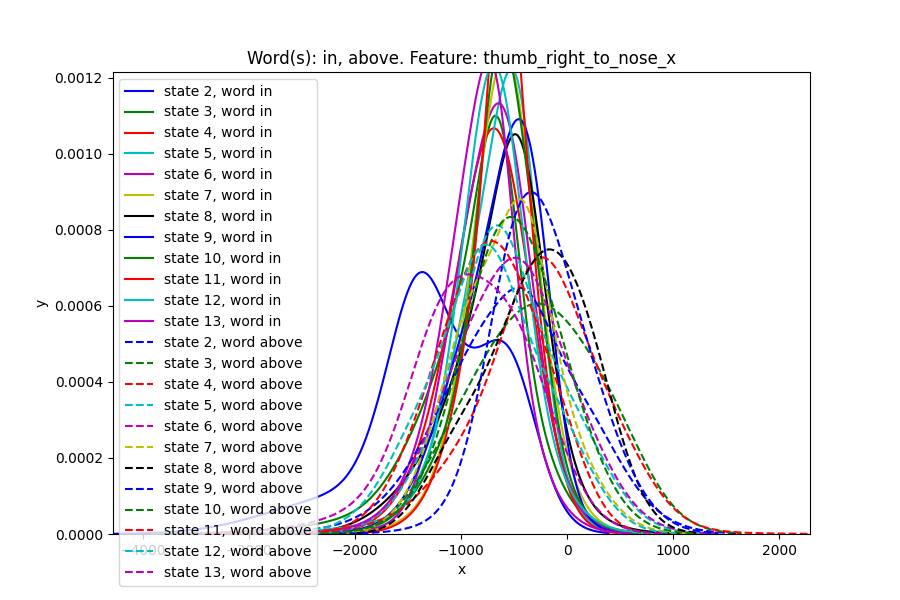 Word(s): in, above. Feature: thumb_right_to_nose_x
0.0012
0.0010
0.0008
0.0006
0.0004
0.0002
0.0000
y
state 2, word in
state 3, word in
state 4, word in
state 5, word in
state 6, word in
state 7, word in
state 8, word in
state 9, word in
state 10, word in
state 11, word in
state 12, word in
state 13, word in
state 2, word above
state 3, word above
state 4, word above
state 5, word above
state 6, word above
state 7, word above
state 8, word above
state 9, word above
state 10, word above
state 11, word above
state 12, word above
state 13, word above
−4000 −3000 −2000 −1000 0 1000 2000
x